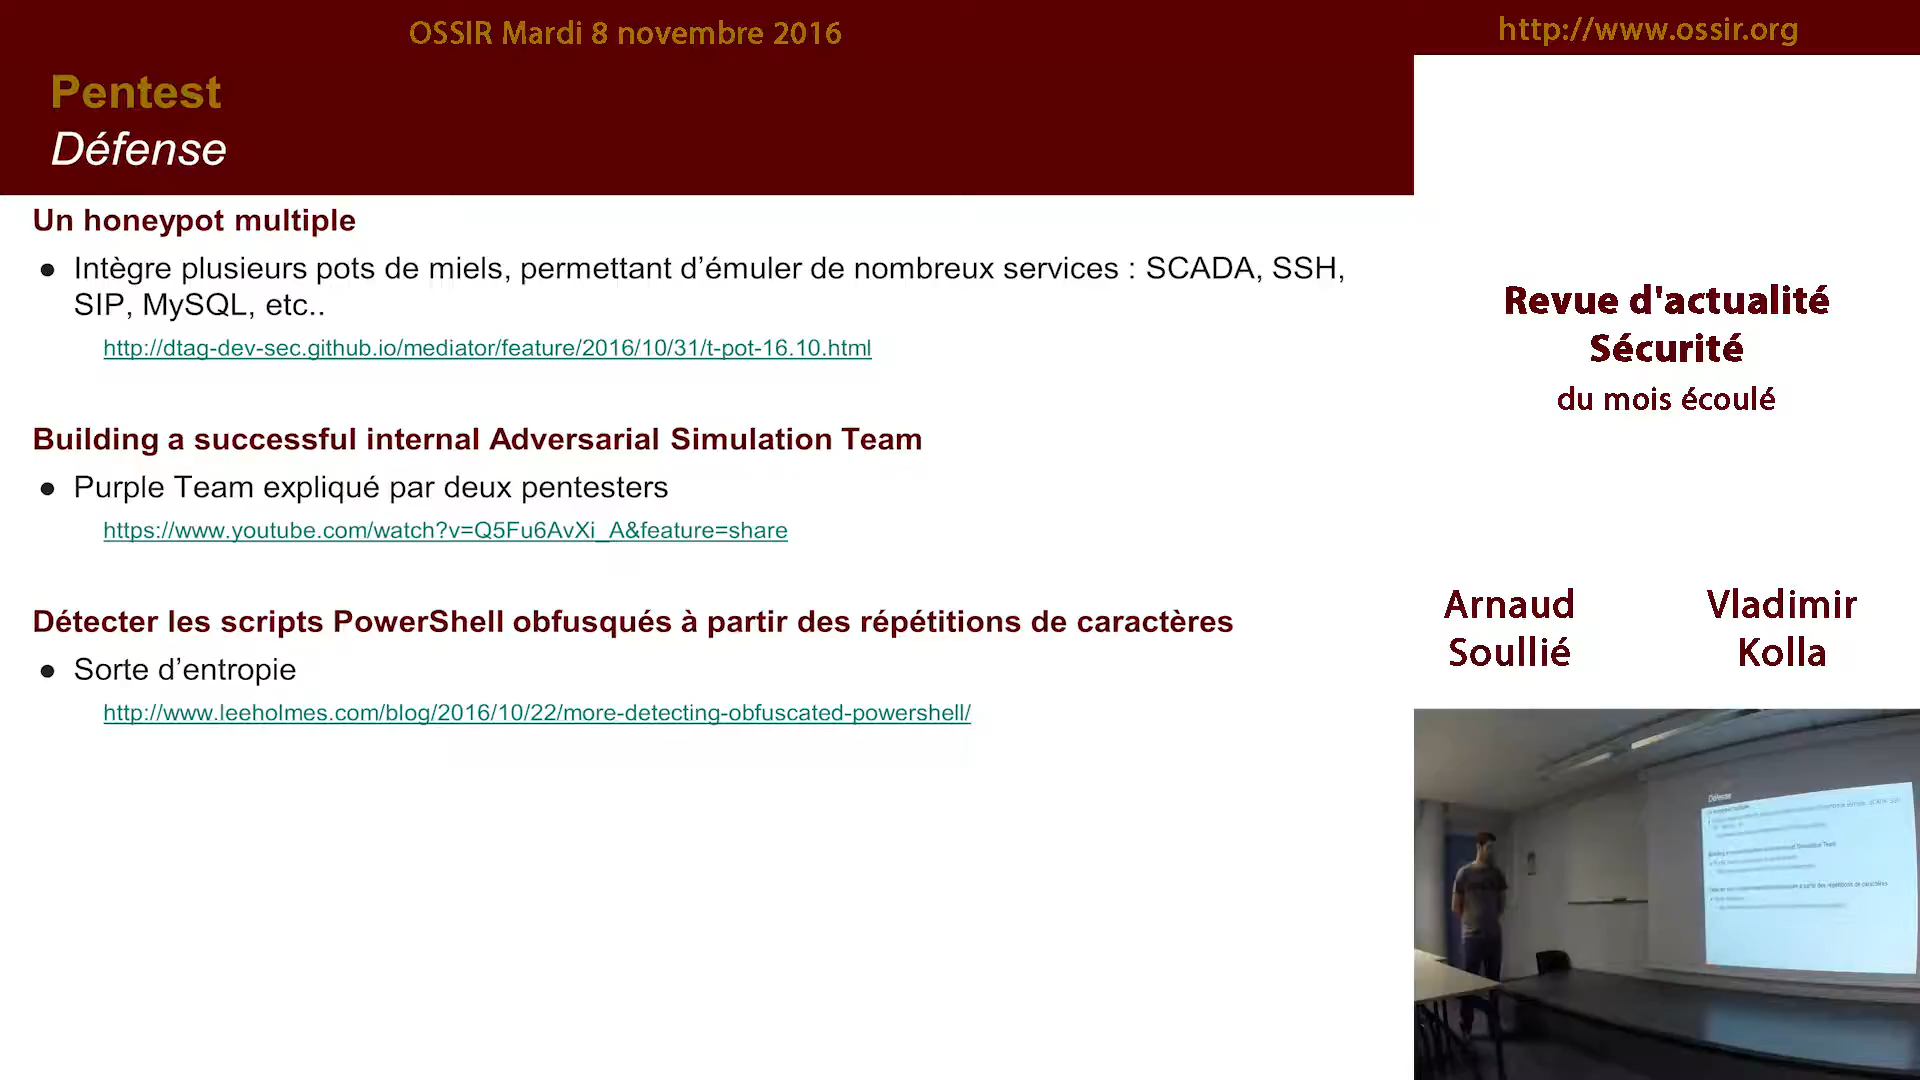 OSSIR Mardi 8 novembre 2016
http://www.ossir.org
Pentest
Défense
Un honeypot multiple
● Intègre plusieurs pots de miels, permettant d’émuler de nombreux services : SCADA, SSH,
SIP, MySQL, etc..
http://dtag-dev-sec.github.io/mediator/feature/2016/10/31/t-pot-16.10.html
Building a successful internal Adversarial Simulation Team
● Purple Team expliqué par deux pentesters
https://www.youtube.com/watch?v=Q5Fu6AvXi_A&feature=share
Détecter les scripts PowerShell obfusqués à partir des répétitions de caractères
● Sorte d’entropie
http://www.leeholmes.com/blog/2016/10/22/more-detecting-obfuscated-powershell/
Revue d'actualité
Sécurité
du mois écoulé
Arnaud
Soullié
Vladimir
Kolla
Défense